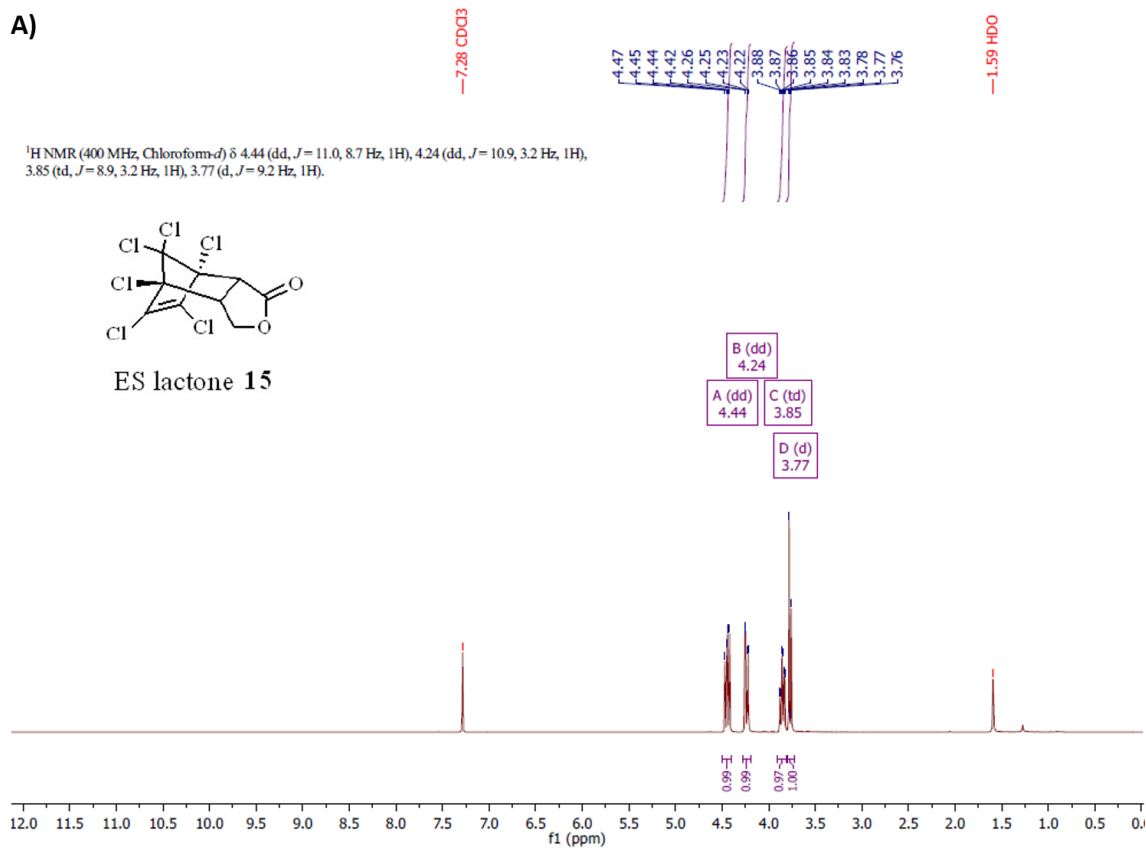 A)
7.28 CDCl3
4.47
4.45
4.44
4.42
4.26
4.25
4.23
4.22
3.88
3.87
3.86
3.85
3.84
3.83
3.78
3.77
3.76
1.59 HDO
¹H NMR (400 MHz, Chloroform-d) δ 4.44 (dd, J = 11.0, 8.7 Hz, 1H), 4.24 (dd, J = 10.9, 3.2 Hz, 1H),
3.85 (td, J = 8.9, 3.2 Hz, 1H), 3.77 (d, J = 9.2 Hz, 1H).
Cl
Cl
Cl
Cl
O
Cl
Cl
O
ES lactone 15
B (dd)
4.24
A (dd)
4.44
C (td)
3.85
D (d)
3.77
0.99
0.99
0.97
1.00
12.0 11.5 11.0 10.5 10.0 9.5 9.0 8.5 8.0 7.5 7.0 6.5 6.0 5.5 5.0 4.5 4.0 3.5 3.0 2.5 2.0 1.5 1.0 0.
f1 (ppm)